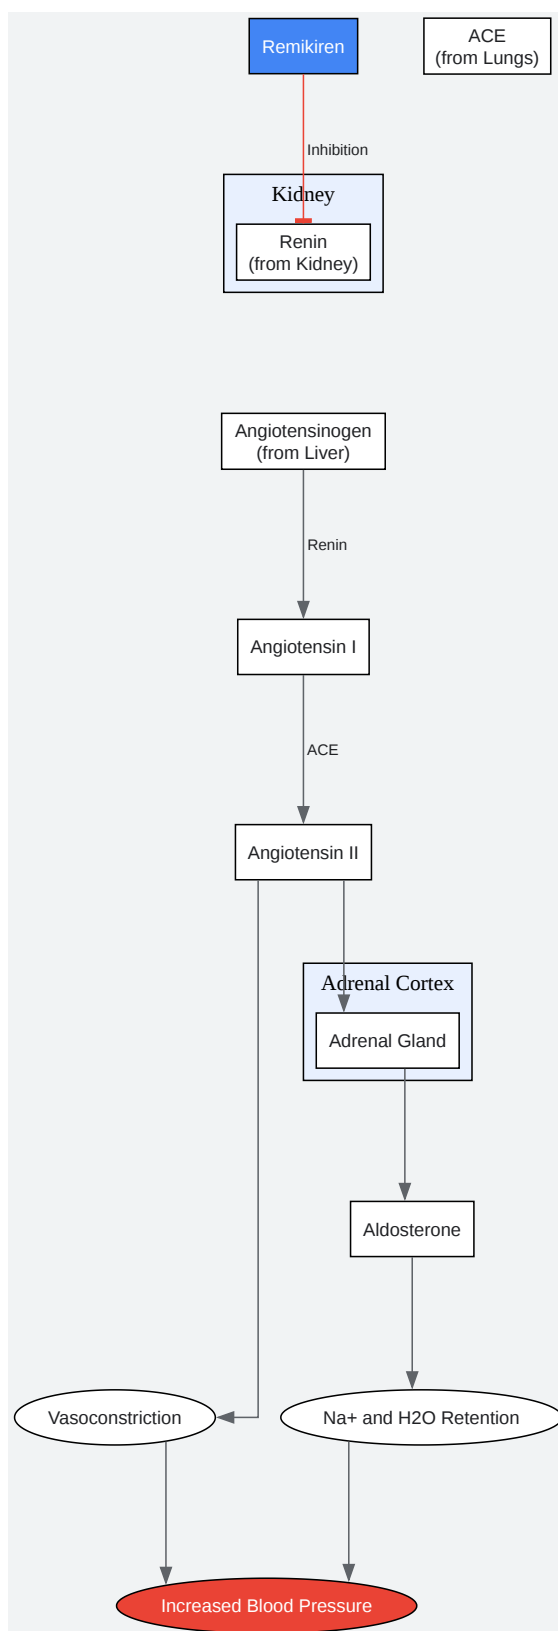 Remikiren
ACE
(from Lungs)
Inhibition
Kidney
Renin
(from Kidney)
Angiotensinogen
(from Liver)
Renin
Angiotensin I
ACE
Angiotensin II
Adrenal Cortex
Adrenal Gland
Aldosterone
Vasoconstriction
Na+ and H2O Retention
Increased Blood Pressure